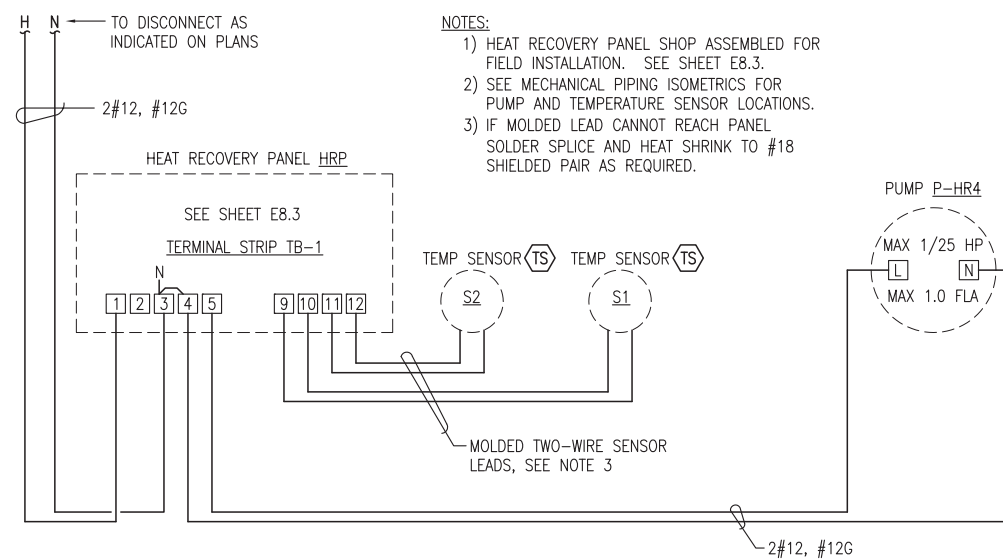 H N TO DISCONNECT AS
INDICATED ON PLANS
2#12, #12G
NOTES:
1) HEAT RECOVERY PANEL SHOP ASSEMBLED FOR
FIELD INSTALLATION. SEE SHEET E8.3.
2) SEE MECHANICAL PIPING ISOMETRICS FOR
PUMP AND TEMPERATURE SENSOR LOCATIONS.
3) IF MOLDED LEAD CANNOT REACH PANEL
SOLDER SPLICE AND HEAT SHRINK TO #18
SHIELDED PAIR AS REQUIRED.
HEAT RECOVERY PANEL HRP
SEE SHEET E8.3
TERMINAL STRIP TB-1
N
1 2 3 4 5 9 10 11 12
TEMP SENSOR TS
S2
TEMP SENSOR TS
S1
PUMP P-HR4
MAX 1/25 HP
L N
MAX 1.0 FLA
MOLDED TWO-WIRE SENSOR
LEADS, SEE NOTE 3
2#12, #12G